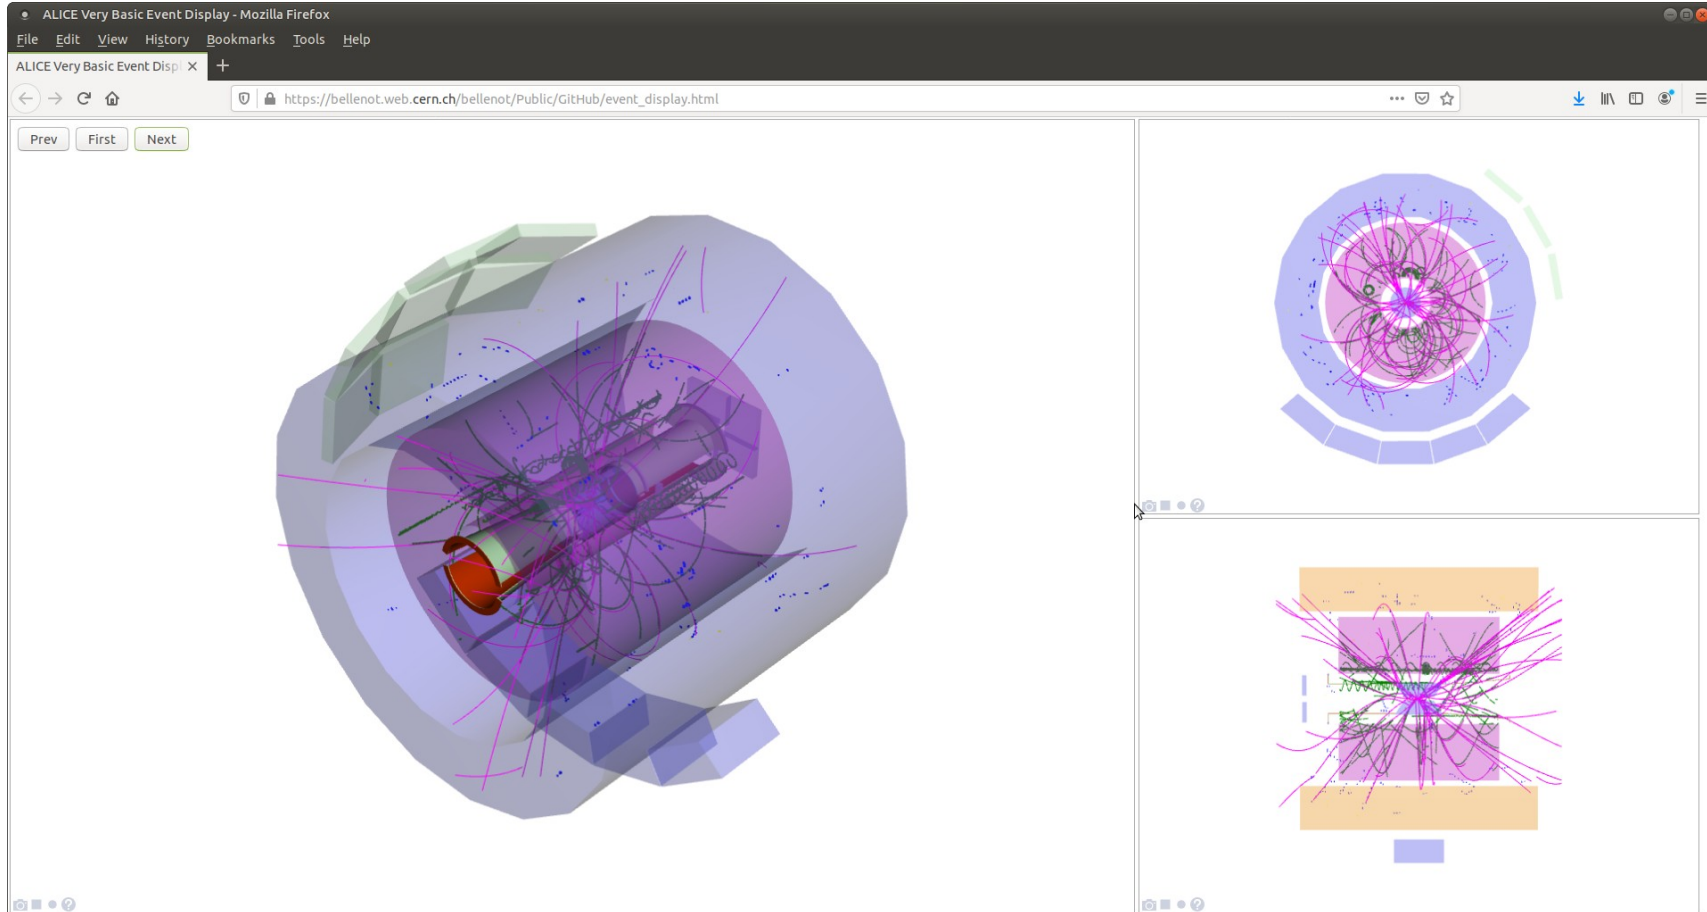 ALICE Very Basic Event Display - Mozilla Firefox
File Edit View History Bookmarks Tools Help
ALICE Very Basic Event Disp
https://bellenot.web.cern.ch/bellenot/Public/GitHub/event_display.html
Prev First Next